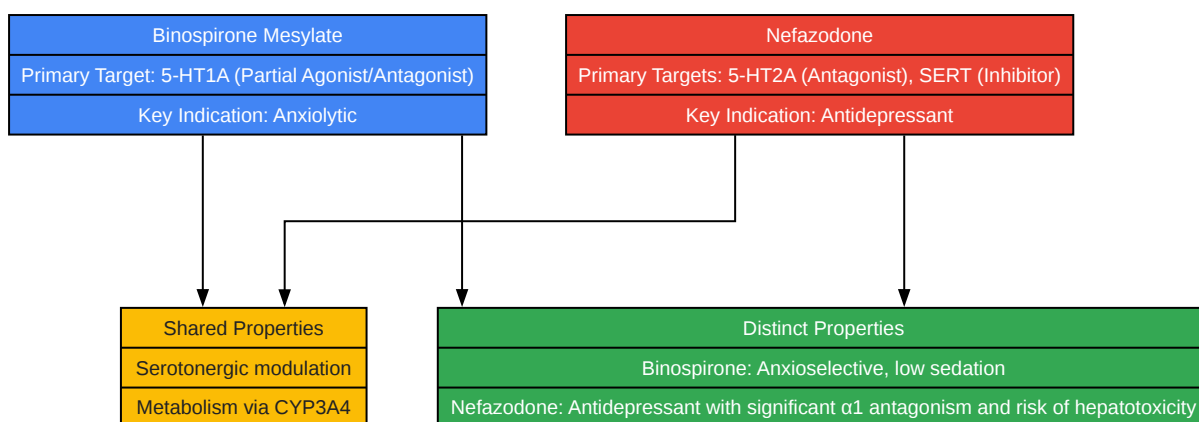 Binospirone Mesylate
Primary Target: 5-HT1A (Partial Agonist/Antagonist)
Key Indication: Anxiolytic
Nefazodone
Primary Targets: 5-HT2A (Antagonist), SERT (Inhibitor)
Key Indication: Antidepressant
Shared Properties
Serotonergic modulation
Metabolism via CYP3A4
Distinct Properties
Binospirone: Anxioselective, low sedation
Nefazodone: Antidepressant with significant α1 antagonism and risk of hepatotoxicity